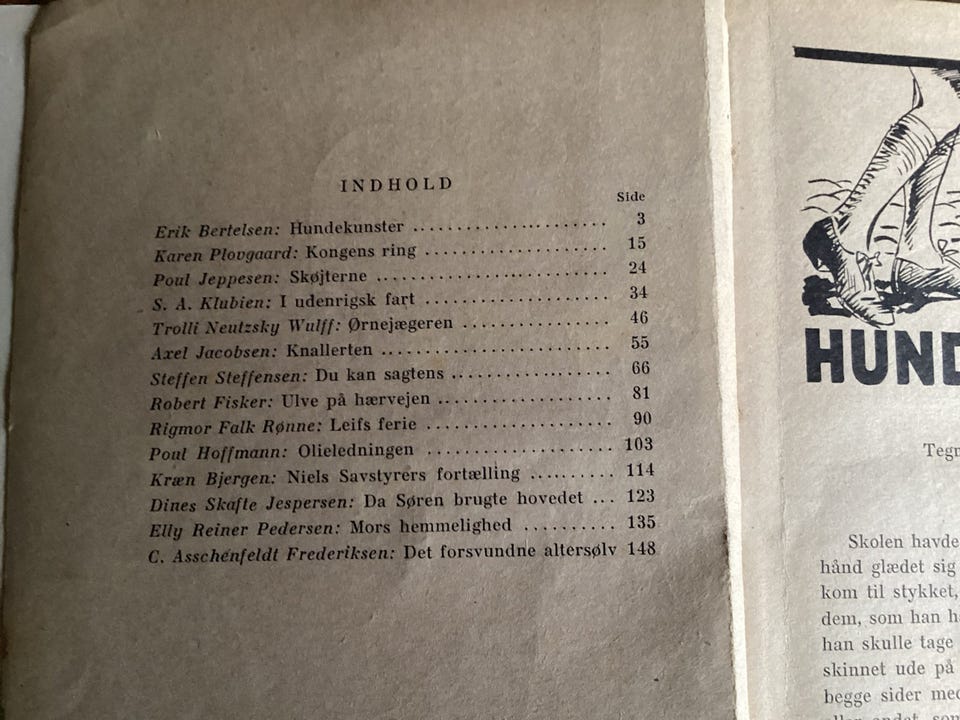 INDHOLD
Side
Erik Bertelsen: Hundekunster ............................ 3
Karen Plovgaard: Kongens ring ........................ 15
Poul Jeppesen: Skøjterne ................................ 24
S. A. Klubien: I udenrigsk fart ........................ 34
Trolli Neutzsky Wulff: Ørnejægeren ................... 46
Axel Jacobsen: Knallerten ................................ 55
Steffen Steffensen: Du kan sagtens .................... 66
Robert Fisker: Ulve på hærvejen ....................... 81
Rigmor Falk Rønne: Leifs ferie ......................... 90
Poul Hoffmann: Olieledningen ......................... 103
Kræn Bjergen: Niels Savstyrers fortælling .......... 114
Dines Skafte Jespersen: Da Søren brugte hovedet ... 123
Elly Reiner Pedersen: Mors hemmelighed .......... 135
C. Asschenfeldt Frederiksen: Det forsvundne altersølv 148
HUND
Tegn
Skolen havde
hånd glædet sig
kom til stykket,
dem, som han h
han skulle tage
skinnet ude på
begge sider med